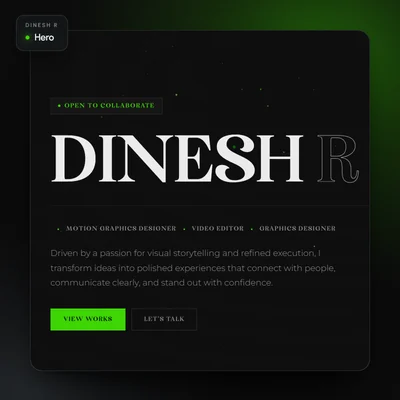 DINESH R
Hero
OPEN TO COLLABORATE
DINESH R
MOTION GRAPHICS DESIGNER • VIDEO EDITOR • GRAPHICS DESIGNER
Driven by a passion for visual storytelling and refined execution, I
transform ideas into polished experiences that connect with people,
communicate clearly, and stand out with confidence.
VIEW WORKS
LET'S TALK